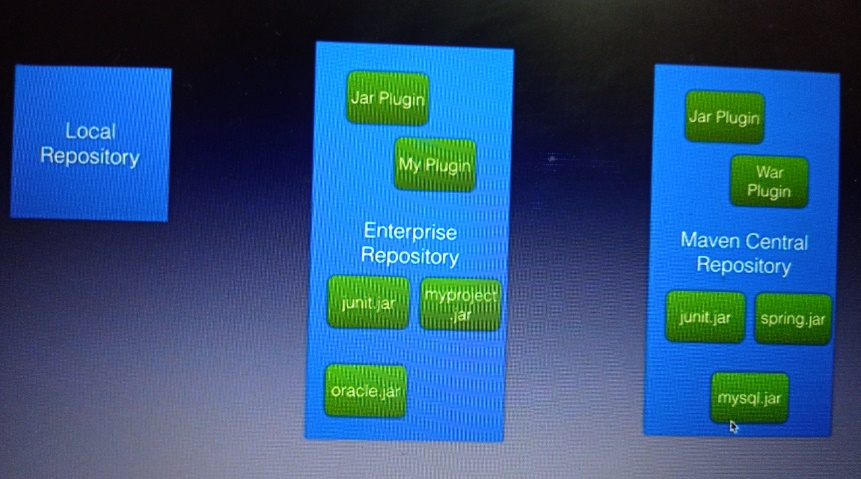 Local
Repository
Jar Plugin
My Plugin
Enterprise
Repository
junit.jar
myproject
.jar
oracle.jar
Jar Plugin
War
Plugin
Maven Central
Repository
junit.jar
spring.jar
mysql.jar